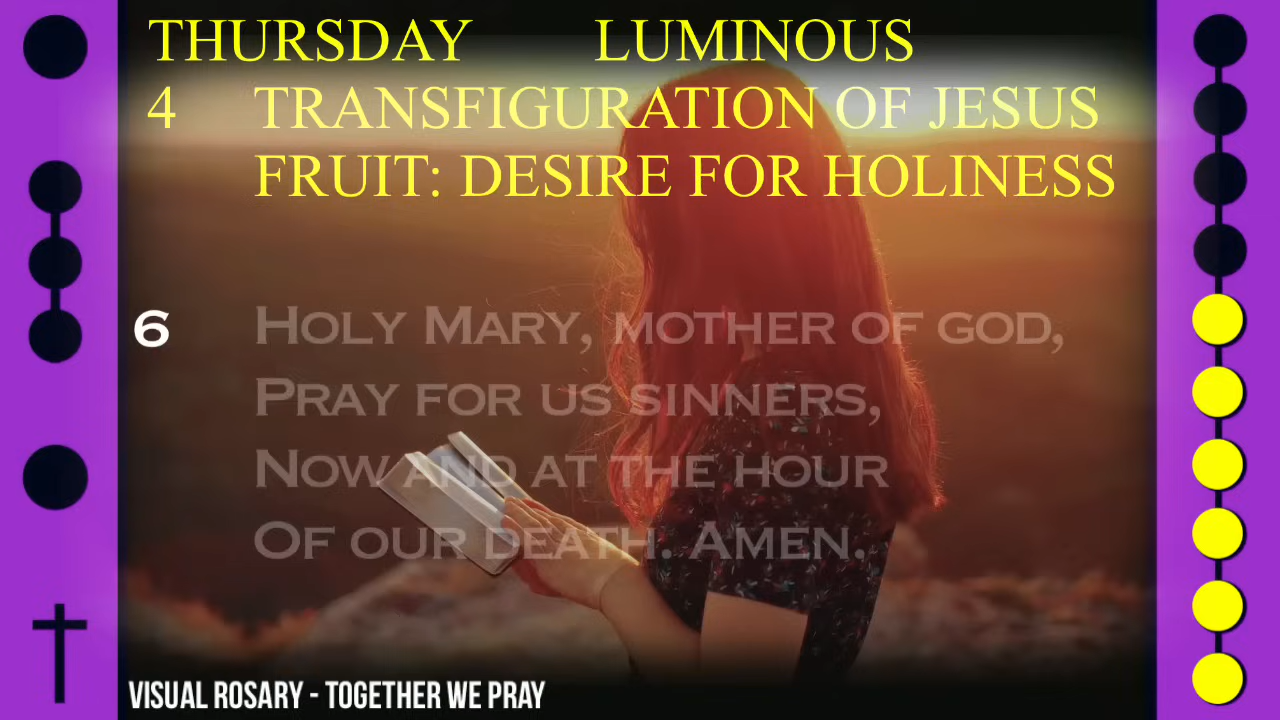 THURSDAY LUMINOUS
4 TRANSFIGURATION OF JESUS
FRUIT: DESIRE FOR HOLINESS
6 HOLY MARY, MOTHER OF GOD,
PRAY FOR US SINNERS,
NOW AND AT THE HOUR
OF OUR DEATH. AMEN.
VISUAL ROSARY - TOGETHER WE PRAY